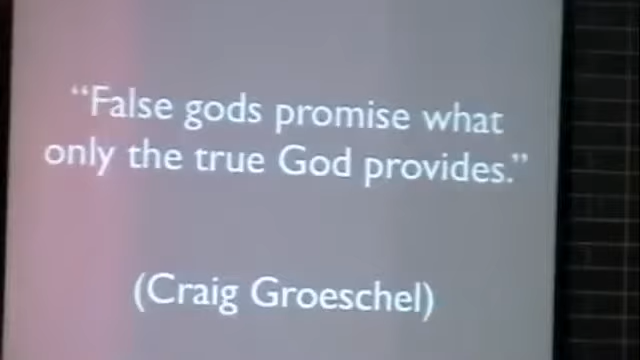 “False gods promise what
only the true God provides.”
(Craig Groeschel)